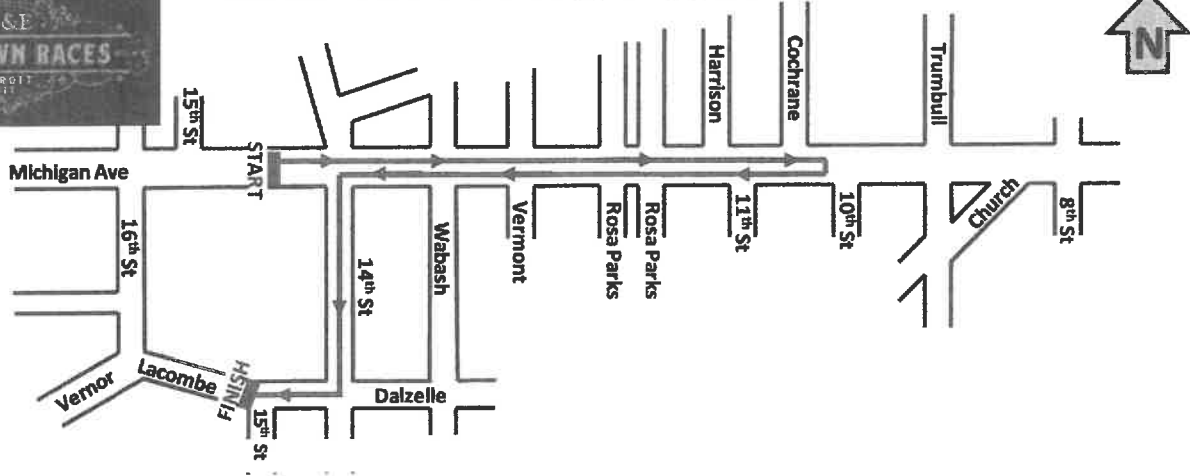 &E
WN RACES
N
15th St
Harrison
Cochrane
Trumbull
START
Michigan Ave
16th St
14th St
Wabash
Vermont
Rosa Parks
Rosa Parks
11th St
10th St
Church
8th St
Vernor
Lacombe
FINISH
15th St
Dalzelle